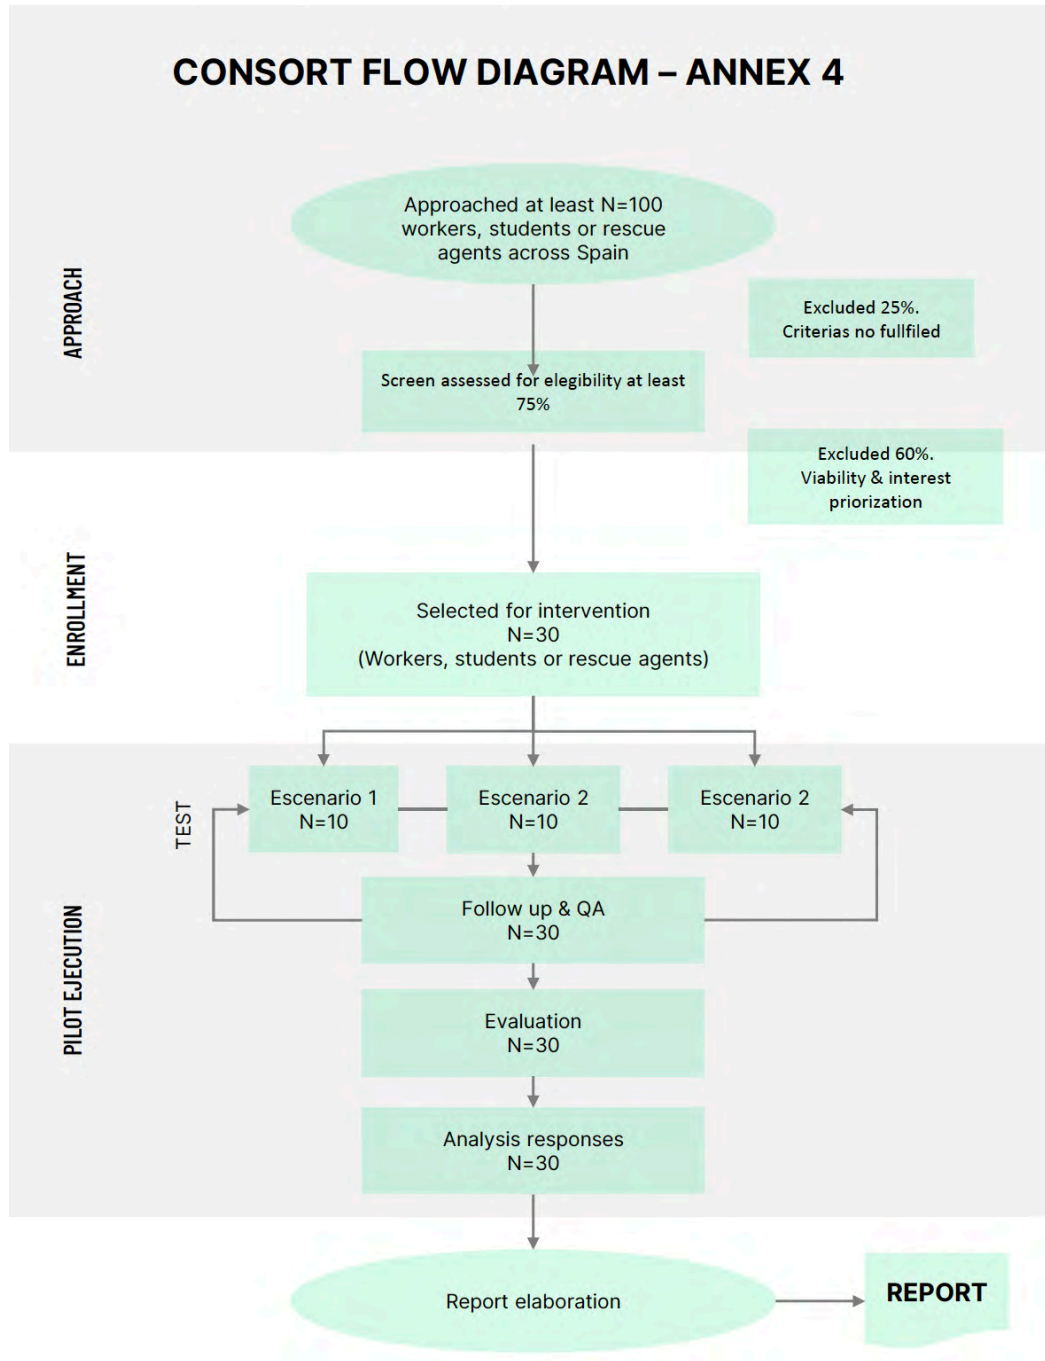 CONSORT FLOW DIAGRAM – ANNEX 4
APPROACH
Approached at least N=100
workers, students or rescue
agents across Spain
Excluded 25%.
Criterias no fullfiled
Screen assessed for elegibility at least
75%
Excluded 60%.
Viability & interest
priorization
ENROLLMENT
Selected for intervention
N=30
(Workers, students or rescue agents)
PILOT EJECUTION
TEST
Escenario 1
N=10
Escenario 2
N=10
Escenario 2
N=10
Follow up & QA
N=30
Evaluation
N=30
Analysis responses
N=30
Report elaboration
REPORT